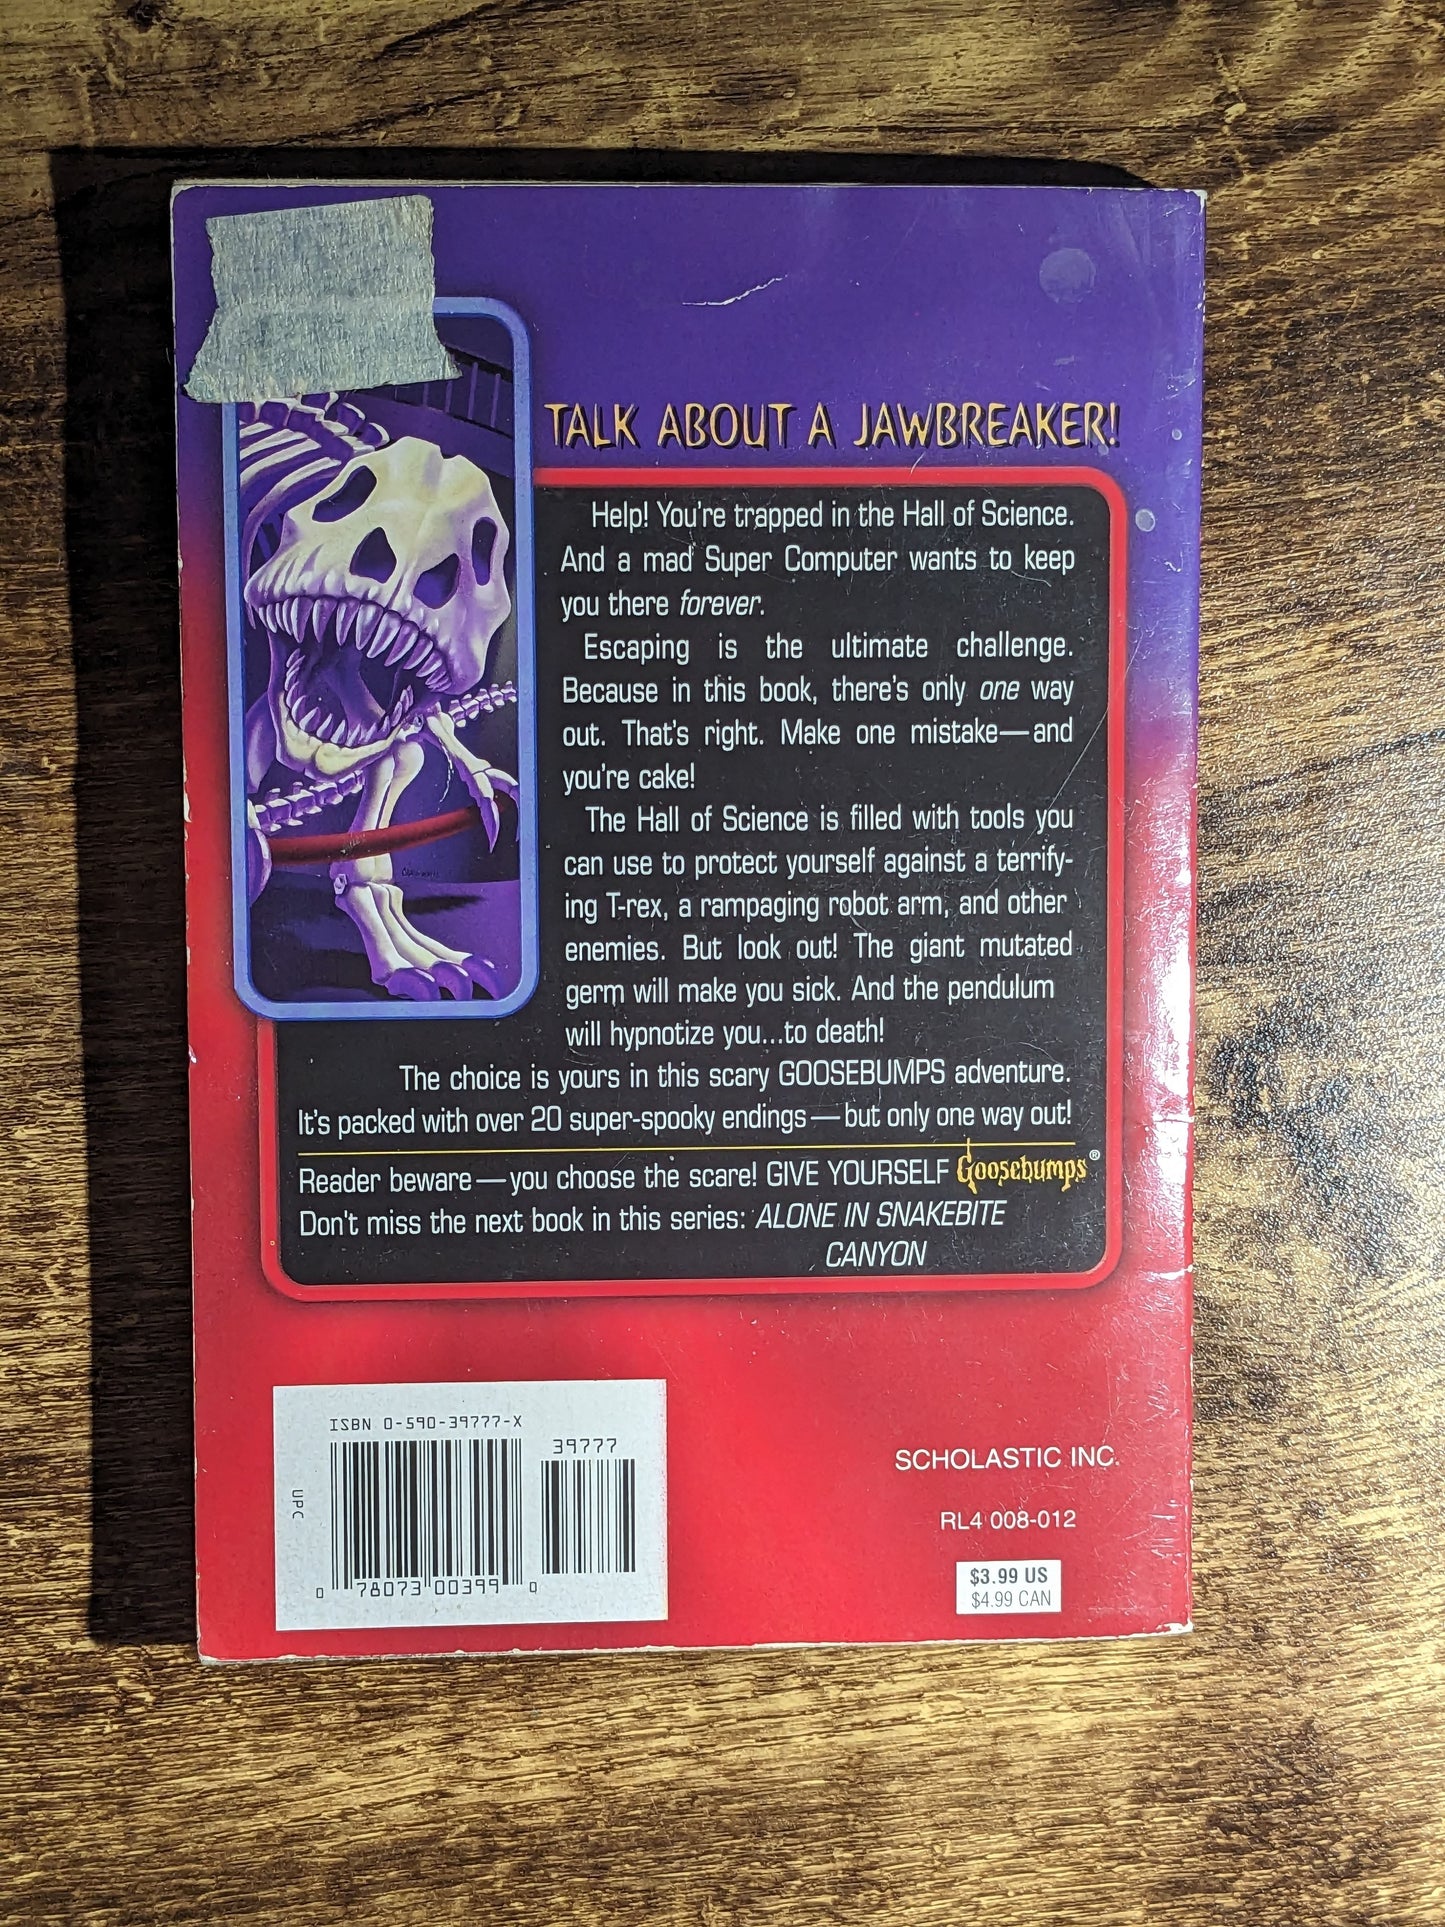 TALK ABOUT A JAWBREAKER!
Help! You're trapped in the Hall of Science.
And a mad Super Computer wants to keep
you there forever.
Escaping is the ultimate challenge.
Because in this book, there's only one way
out. That's right. Make one mistake—and
you're cake!
The Hall of Science is filled with tools you
can use to protect yourself against a terrify-
ing T-rex, a rampaging robot arm, and other
enemies. But look out! The giant mutated
germ will make you sick. And the pendulum
will hypnotize you...to death!
The choice is yours in this scary GOOSEBUMPS adventure.
It's packed with over 20 super-spooky endings—but only one way out!
Reader beware—you choose the scare! GIVE YOURSELF Goosebumps®
Don't miss the next book in this series: ALONE IN SNAKEBITE
CANYON
ISBN 0-590-39777-X
39777
UPC
0 78073 00399 0
SCHOLASTIC INC.
RL4 008-012
$3.99 US
$4.99 CAN